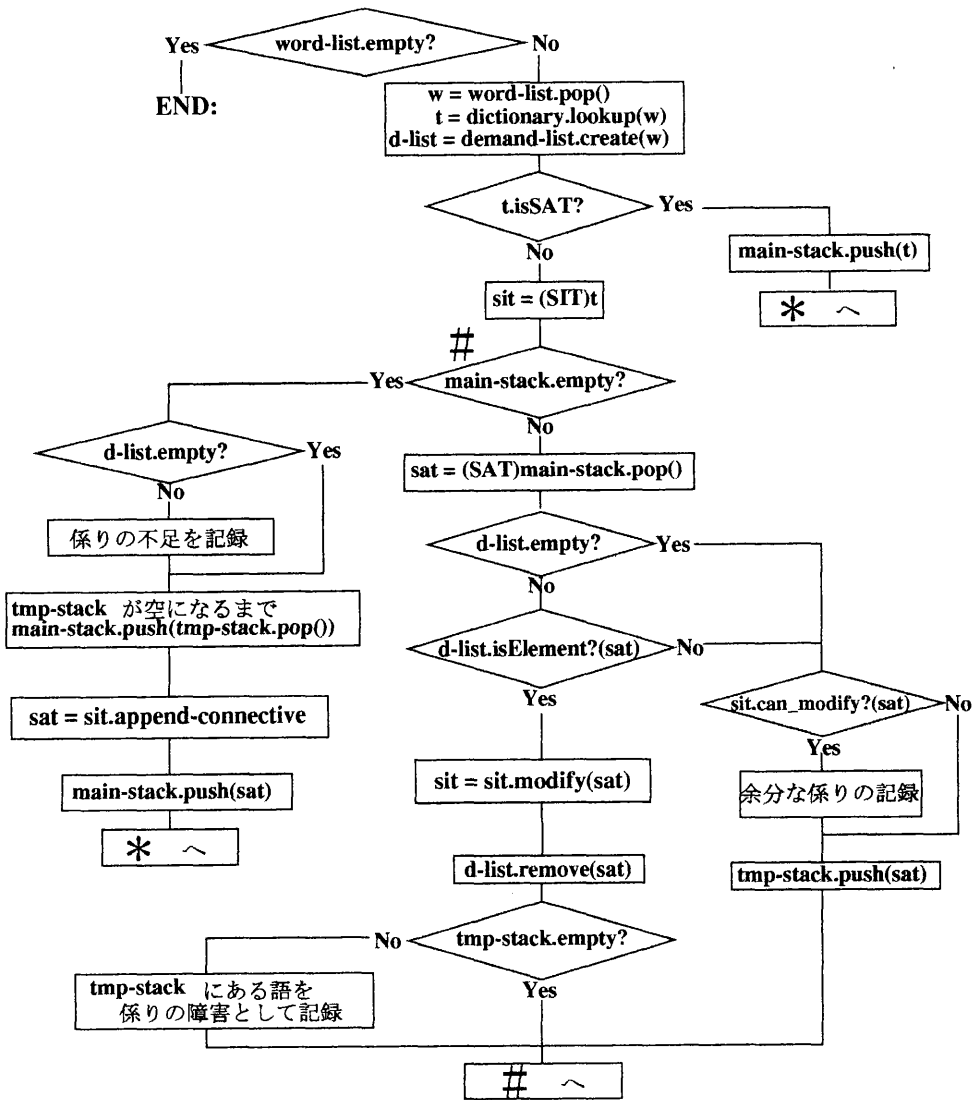 word-list.empty?
Yes
No
END:
w = word-list.pop()
t = dictionary.lookup(w)
d-list = demand-list.create(w)
t.isSAT?
Yes
No
main-stack.push(t)
* へ
sit = (SIT)t
#
main-stack.empty?
Yes
No
d-list.empty?
Yes
No
係りの不足を記録
tmp-stack が空になるまで
main-stack.push(tmp-stack.pop())
sat = sit.append-connective
main-stack.push(sat)
* へ
sat = (SAT)main-stack.pop()
d-list.empty?
Yes
No
d-list.isElement?(sat)
No
Yes
sit.can_modify?(sat)
No
Yes
余分な係りの記録
tmp-stack.push(sat)
sit = sit.modify(sat)
d-list.remove(sat)
tmp-stack.empty?
No
Yes
tmp-stack にある語を
係りの障害として記録
# へ